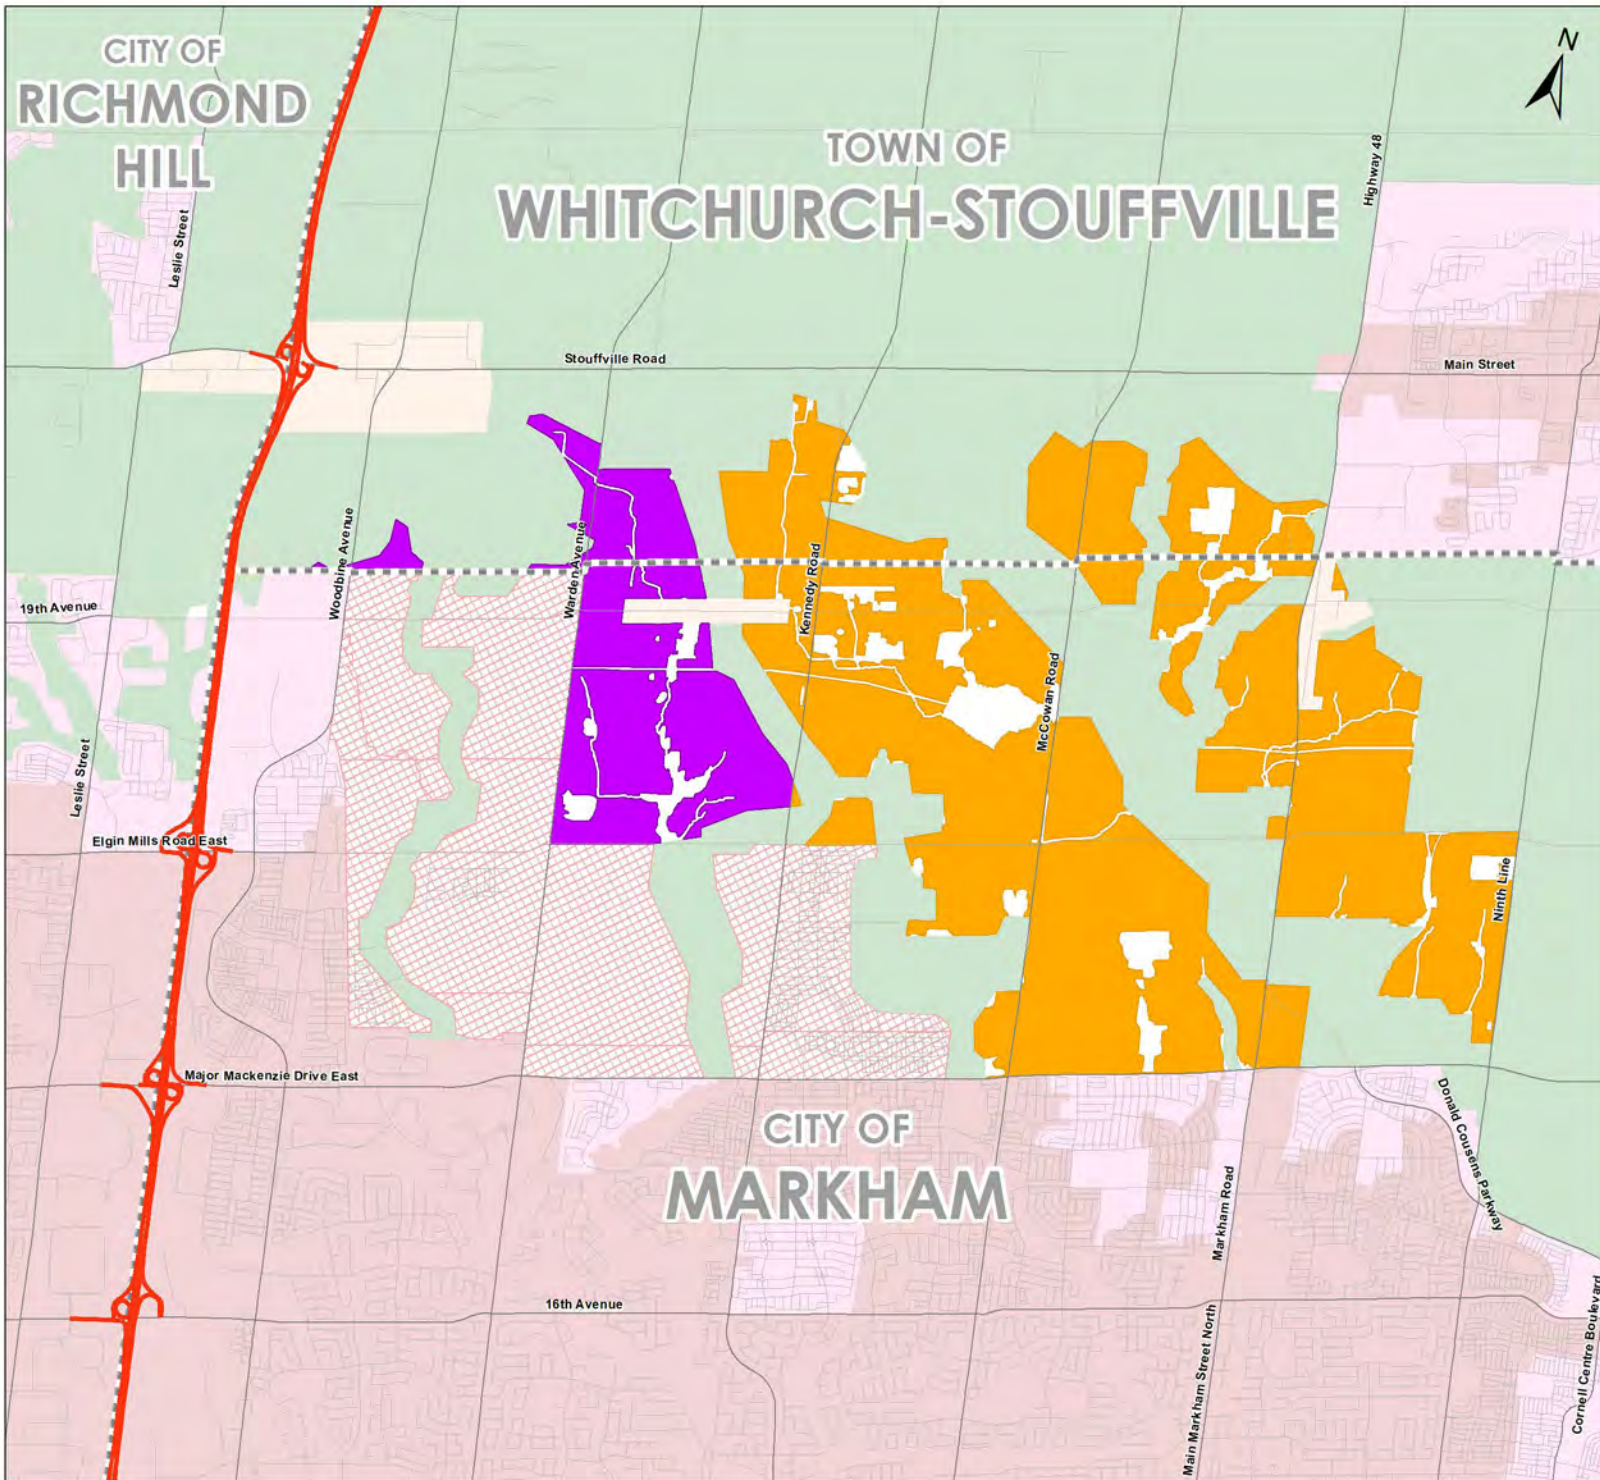 CITY OF
RICHMOND
HILL
N
TOWN OF
WHITCHURCH-STOUFFVILLE
Highway 48
Leslie Street
Stouffville Road
Main Street
Woodbine Avenue
Warden Avenue
Kennedy Road
19th Avenue
McCowan Road
Leslie Street
Elgin Mills Road East
Ninth Line
Major Mackenzie Drive East
CITY OF
MARKHAM
Donald Cousens Parkway
Markham Road
16th Avenue
Main Markham Street North
Cornell Centre Boulevard